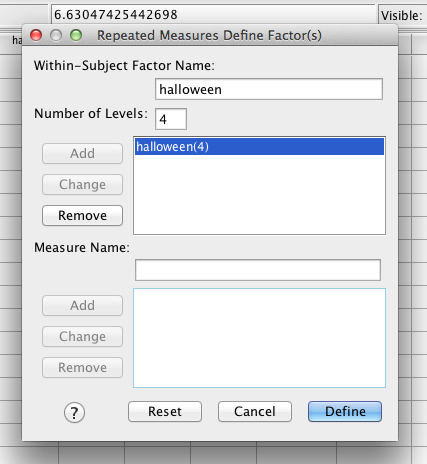 6.63047425442698
Visible:
Repeated Measures Define Factor(s)
ha
Within-Subject Factor Name:
halloween
Number of Levels:
4
halloween(4)
Add
Change
Remove
Measure Name:
Add
Change
Remove
?
Reset
Cancel
Define